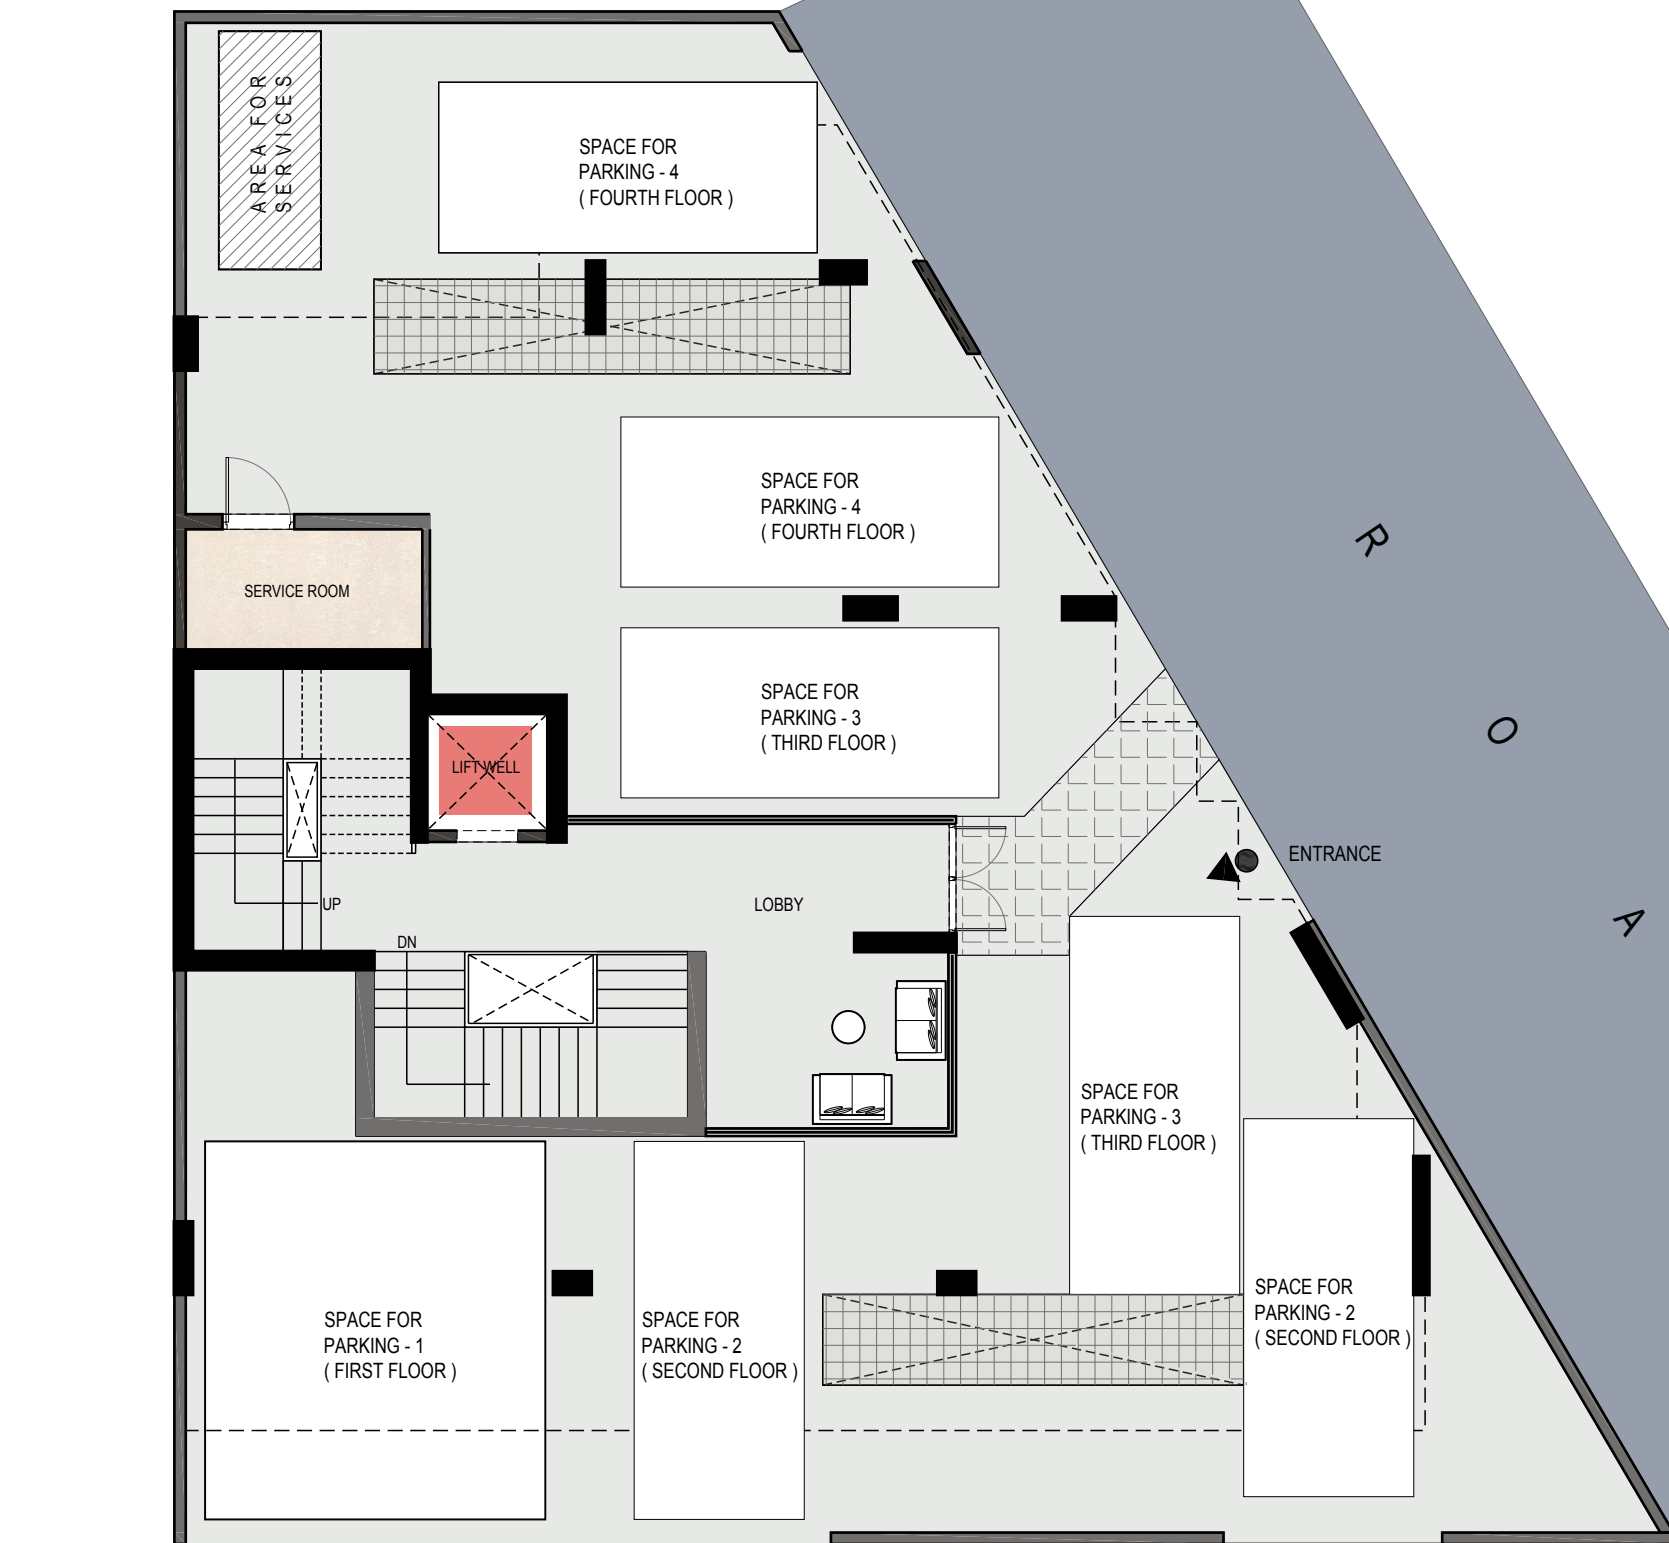 AREA FOR
SERVICES
SPACE FOR
PARKING - 4
( FOURTH FLOOR )
SPACE FOR
PARKING - 4
( FOURTH FLOOR )
SERVICE ROOM
SPACE FOR
PARKING - 3
( THIRD FLOOR )
LIFT WELL
R O A
ENTRANCE
UP
LOBBY
DN
SPACE FOR
PARKING - 3
( THIRD FLOOR )
SPACE FOR
PARKING - 1
( FIRST FLOOR )
SPACE FOR
PARKING - 2
( SECOND FLOOR )
SPACE FOR
PARKING - 2
( SECOND FLOOR )